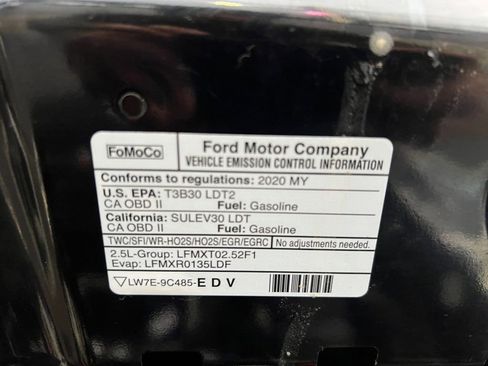 FoMoCo
Ford Motor Company
VEHICLE EMISSION CONTROL INFORMATION
Conforms to regulations: 2020 MY
U.S. EPA: T3B30 LDT2
CA OBD II Fuel: Gasoline
California: SULEV30 LDT
CA OBD II Fuel: Gasoline
TWC/SFI/WR-HO2S/HO2S/EGR/EGRC No adjustments needed.
2.5L-Group: LFMXT02.52F1
Evap: LFMXR0135LDF
LW7E-9C485-E D V